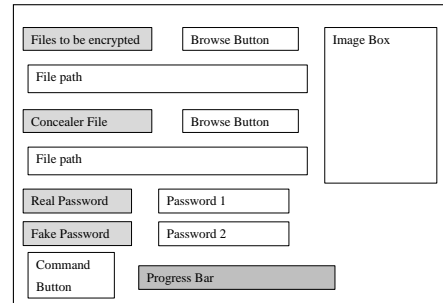 Files to be encrypted
Browse Button
Image Box
File path
Concealer File
Browse Button
File path
Real Password
Password 1
Fake Password
Password 2
Command
Button
Progress Bar